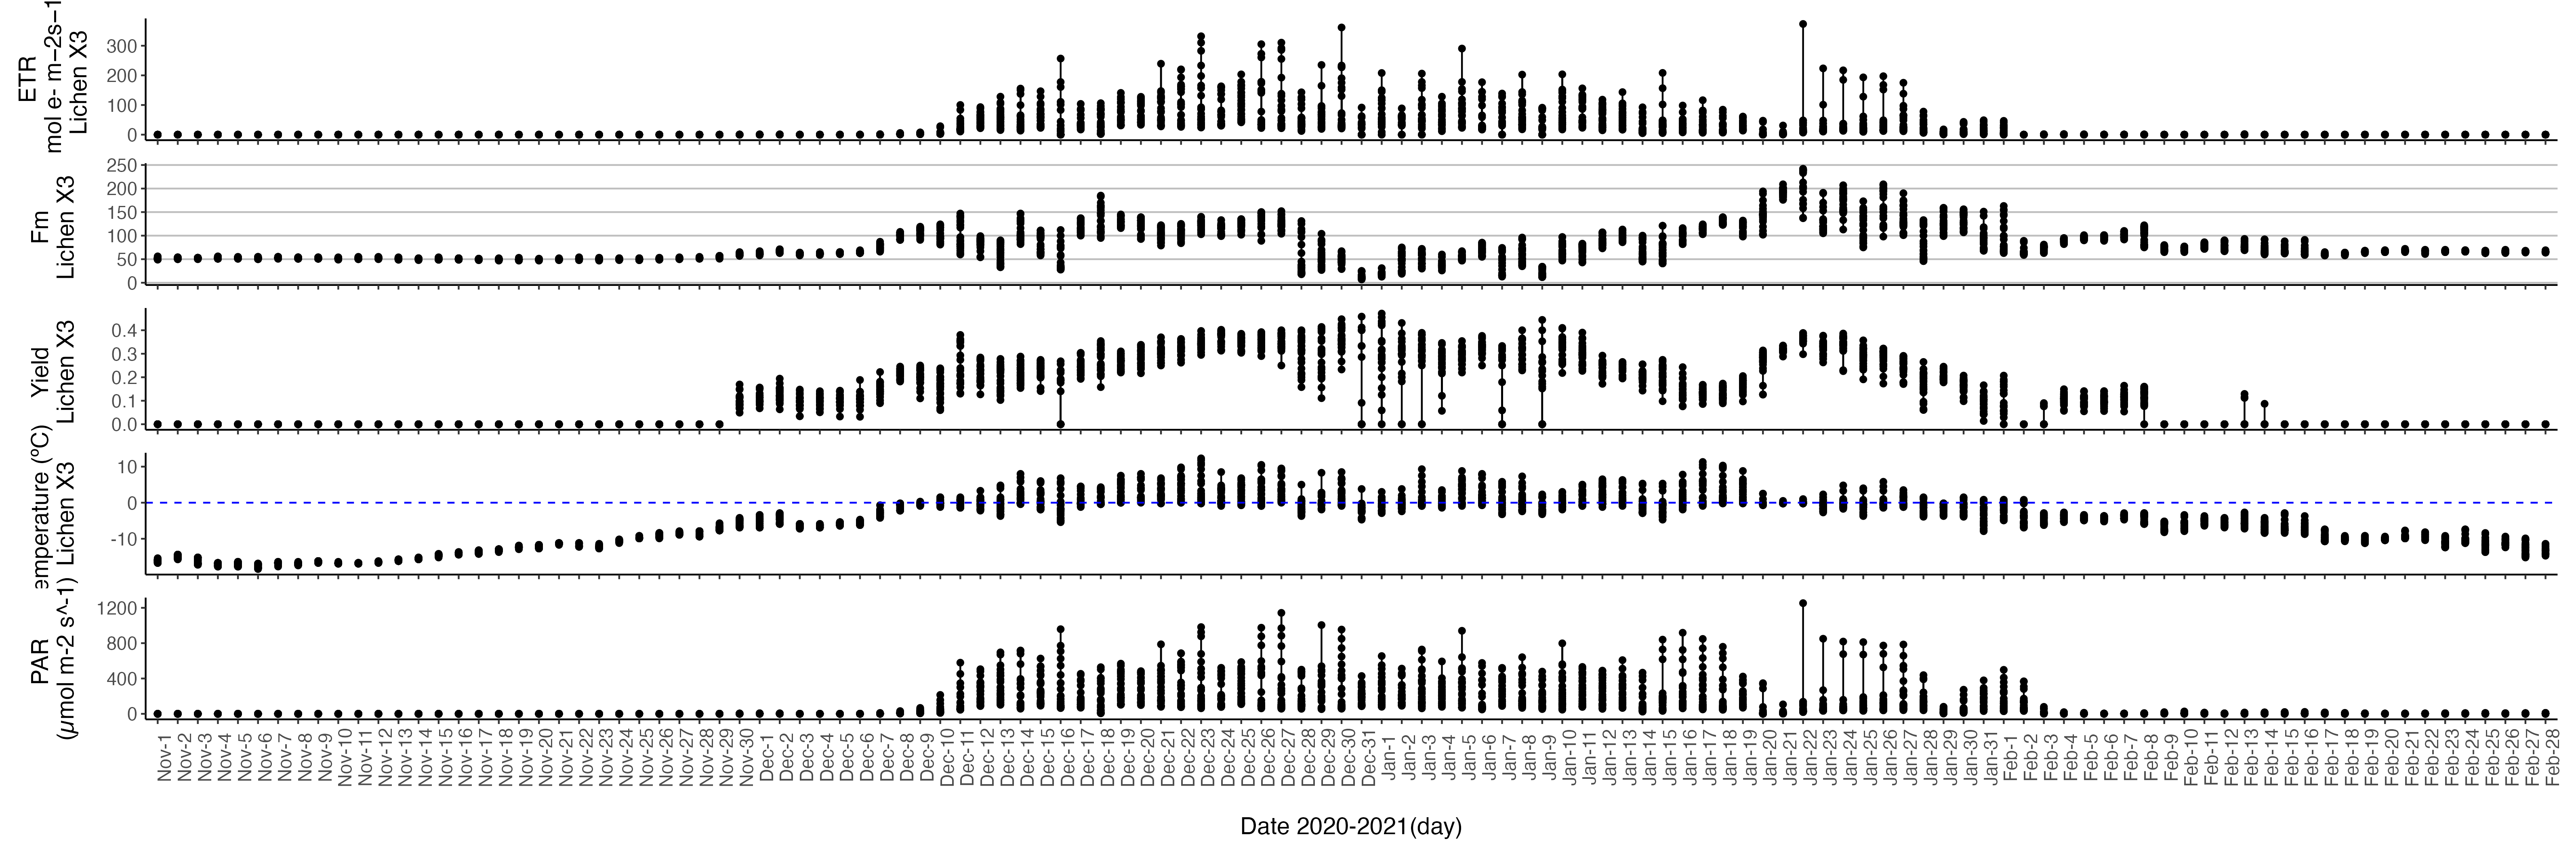 ETR
mol e- m−2s−1
Lichen X3
300
200
100
0
Fm
Lichen X3
250
200
150
100
50
0
Yield
Lichen X3
0.4
0.3
0.2
0.1
0.0
emperature (ºC)
Lichen X3
10
0
-10
PAR
(µmol m-2 s^-1)
1200
800
400
0
Nov-1
Nov-2
Nov-3
Nov-4
Nov-5
Nov-6
Nov-7
Nov-8
Nov-9
Nov-10
Nov-11
Nov-12
Nov-13
Nov-14
Nov-15
Nov-16
Nov-17
Nov-18
Nov-19
Nov-20
Nov-21
Nov-22
Nov-23
Nov-24
Nov-25
Nov-26
Nov-27
Nov-28
Nov-29
Nov-30
Dec-1
Dec-2
Dec-3
Dec-4
Dec-5
Dec-6
Dec-7
Dec-8
Dec-9
Dec-10
Dec-11
Dec-12
Dec-13
Dec-14
Dec-15
Dec-16
Dec-17
Dec-18
Dec-19
Dec-20
Dec-21
Dec-22
Dec-23
Dec-24
Dec-25
Dec-26
Dec-27
Dec-28
Dec-29
Dec-30
Dec-31
Jan-1
Jan-2
Jan-3
Jan-4
Jan-5
Jan-6
Jan-7
Jan-8
Jan-9
Jan-10
Jan-11
Jan-12
Jan-13
Jan-14
Jan-15
Jan-16
Jan-17
Jan-18
Jan-19
Jan-20
Jan-21
Jan-22
Jan-23
Jan-24
Jan-25
Jan-26
Jan-27
Jan-28
Jan-29
Jan-30
Jan-31
Feb-1
Feb-2
Feb-3
Feb-4
Feb-5
Feb-6
Feb-7
Feb-8
Feb-9
Feb-10
Feb-11
Feb-12
Feb-13
Feb-14
Feb-15
Feb-16
Feb-17
Feb-18
Feb-19
Feb-20
Feb-21
Feb-22
Feb-23
Feb-24
Feb-25
Feb-26
Feb-27
Feb-28
Date 2020-2021(day)